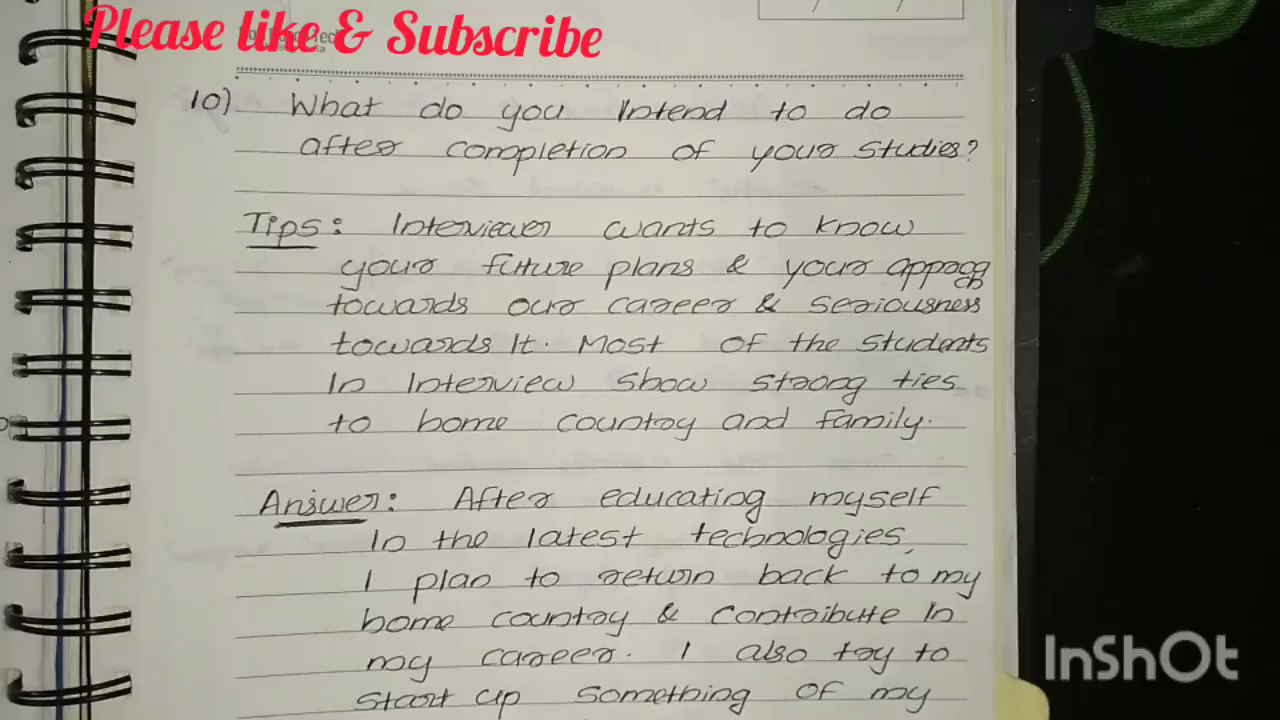 Please like & Subscribe
10) What do you Intend to do
after completion of your studies?
Tips: Interviewer wants to know
your future plans & your approach
towards our career & seriousness
towards It. Most of the students
In Interview show strong ties
to home country and family.
Answer: After educating myself
In the latest technologies,
I plan to return back to my
home country & contribute In
my career. I also try to
start up something of my
InShOt